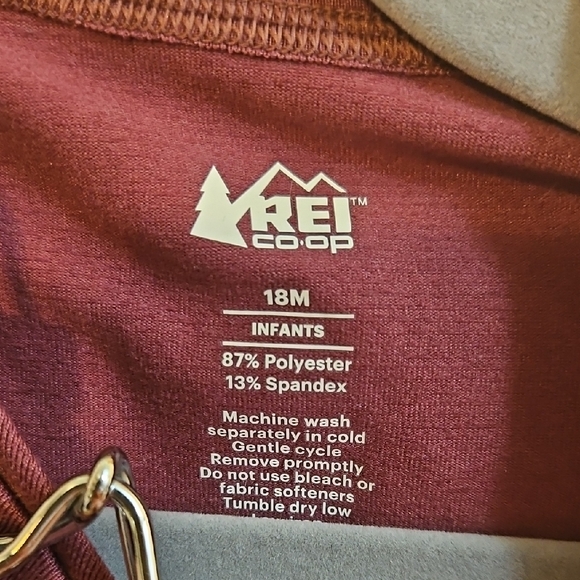 REI™
CO·OP
18M
INFANTS
87% Polyester
13% Spandex
Machine wash
separately in cold
Gentle cycle
Remove promptly
Do not use bleach or
fabric softeners
Tumble dry low